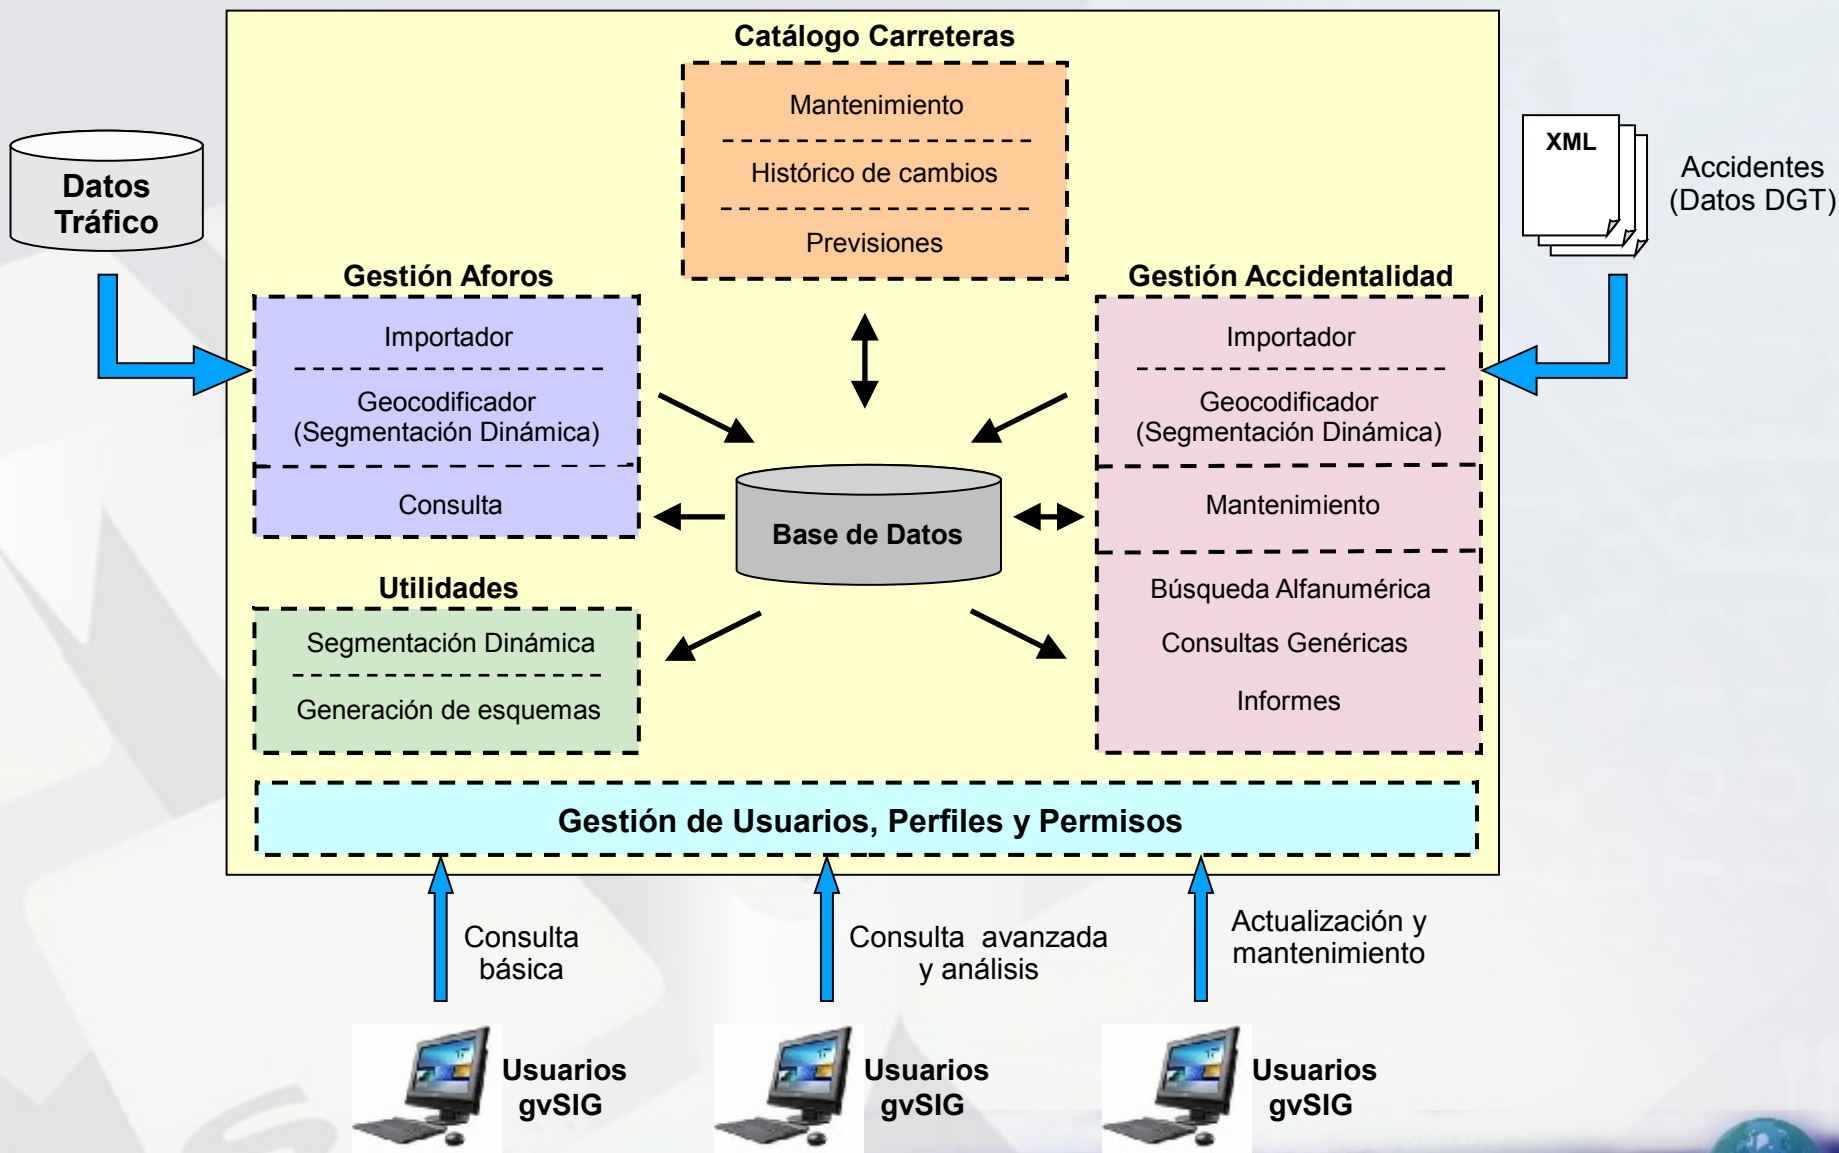 Catálogo Carreteras
Mantenimiento
Histórico de cambios
Previsiones
Datos
Tráfico
XML
Accidentes
(Datos DGT)
Gestión Aforos
Importador
Geocodificador
(Segmentación Dinámica)
Consulta
Gestión Accidentalidad
Importador
Geocodificador
(Segmentación Dinámica)
Mantenimiento
Búsqueda Alfanumérica
Consultas Genéricas
Informes
Base de Datos
Utilidades
Segmentación Dinámica
Generación de esquemas
Gestión de Usuarios, Perfiles y Permisos
Consulta
básica
Consulta avanzada
y análisis
Actualización y
mantenimiento
Usuarios
gvSIG
Usuarios
gvSIG
Usuarios
gvSIG